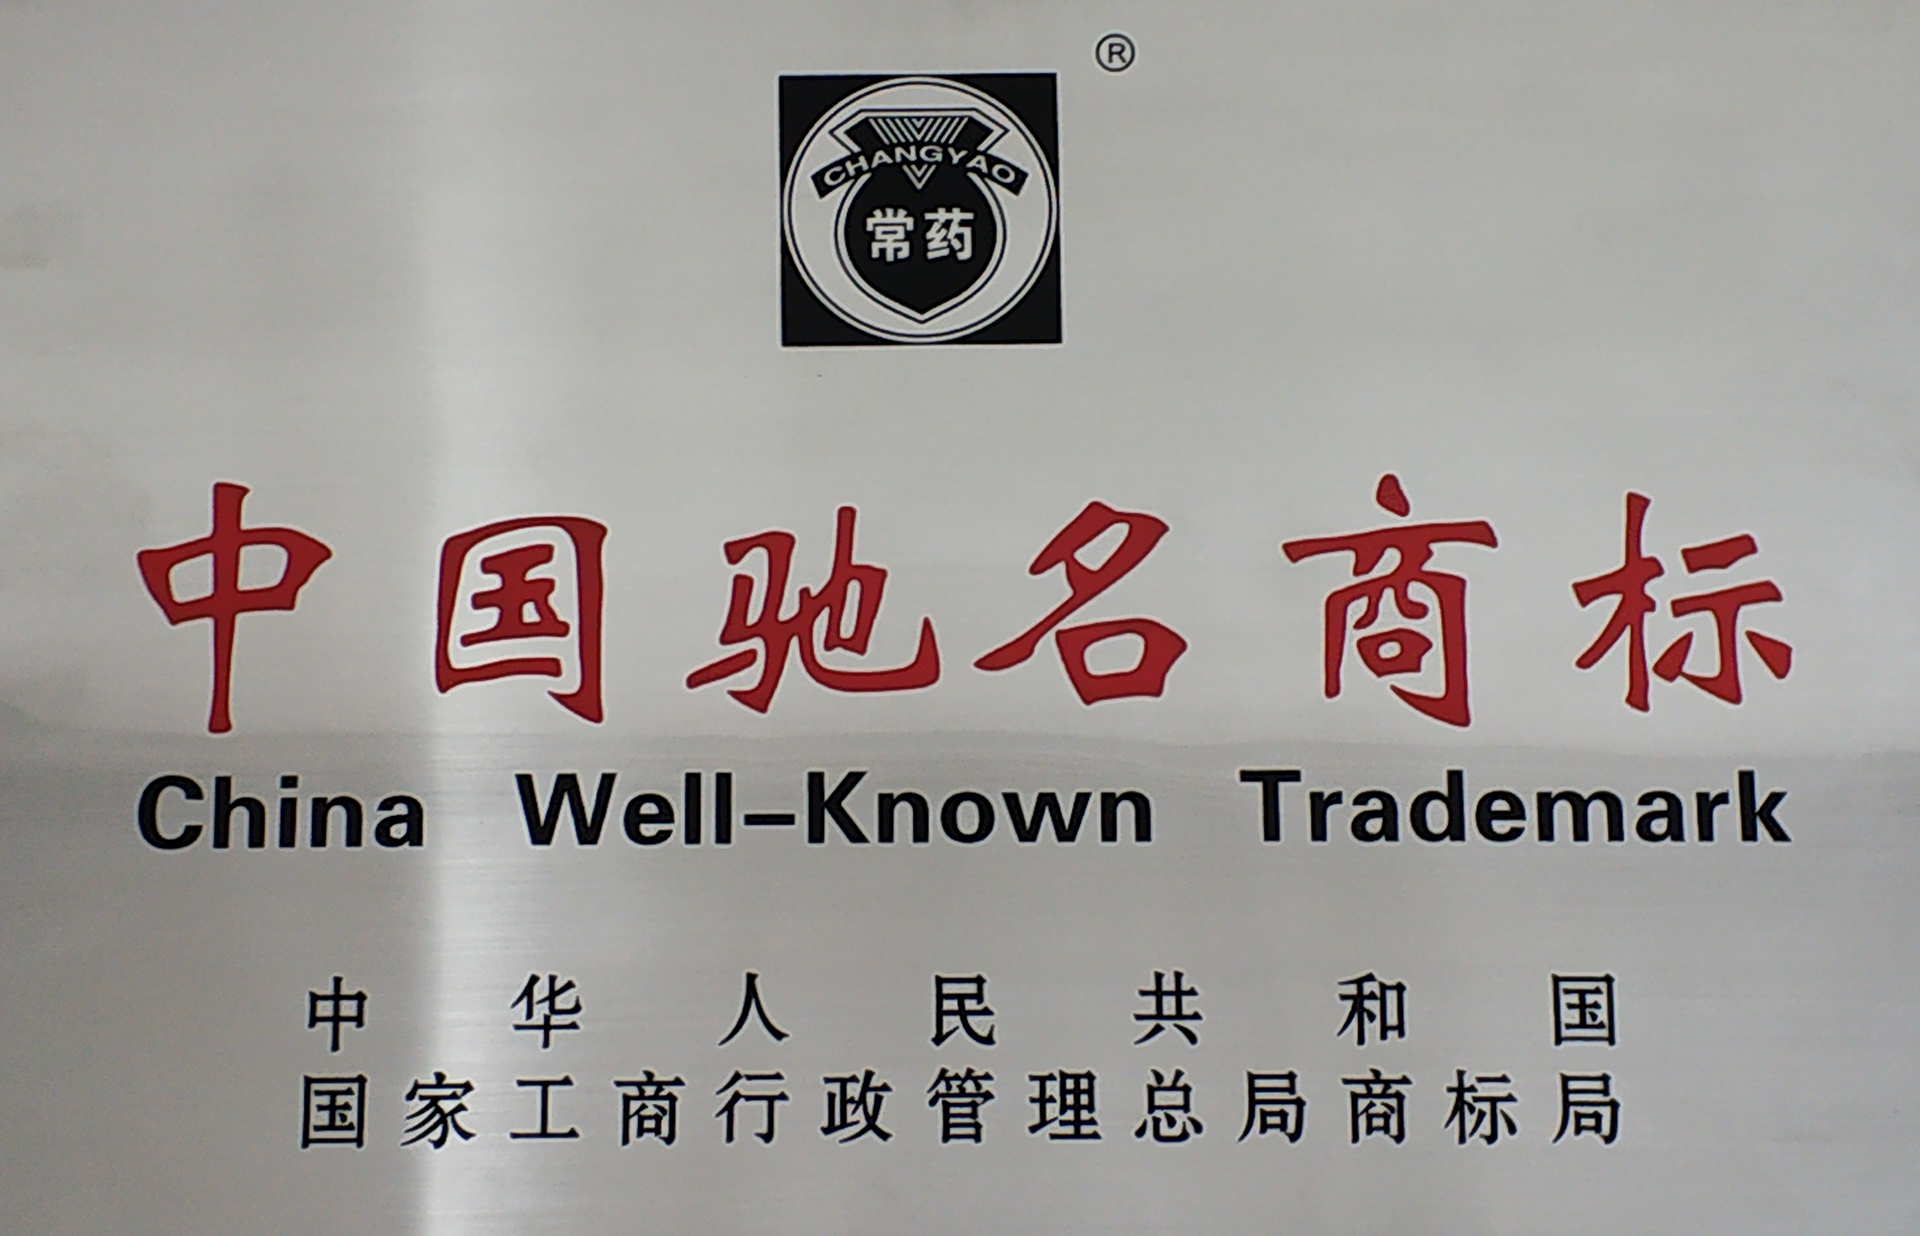 ®
CHANGYAO
常药
中国驰名商标
China Well-Known Trademark
中华人民共和国
国家工商行政管理总局商标局